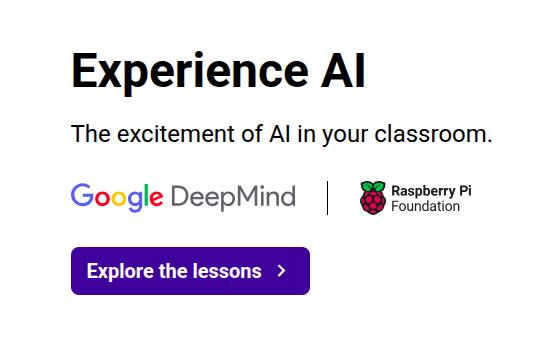 Experience AI
The excitement of AI in your classroom.
Google DeepMind
Raspberry Pi
Foundation
Explore the lessons